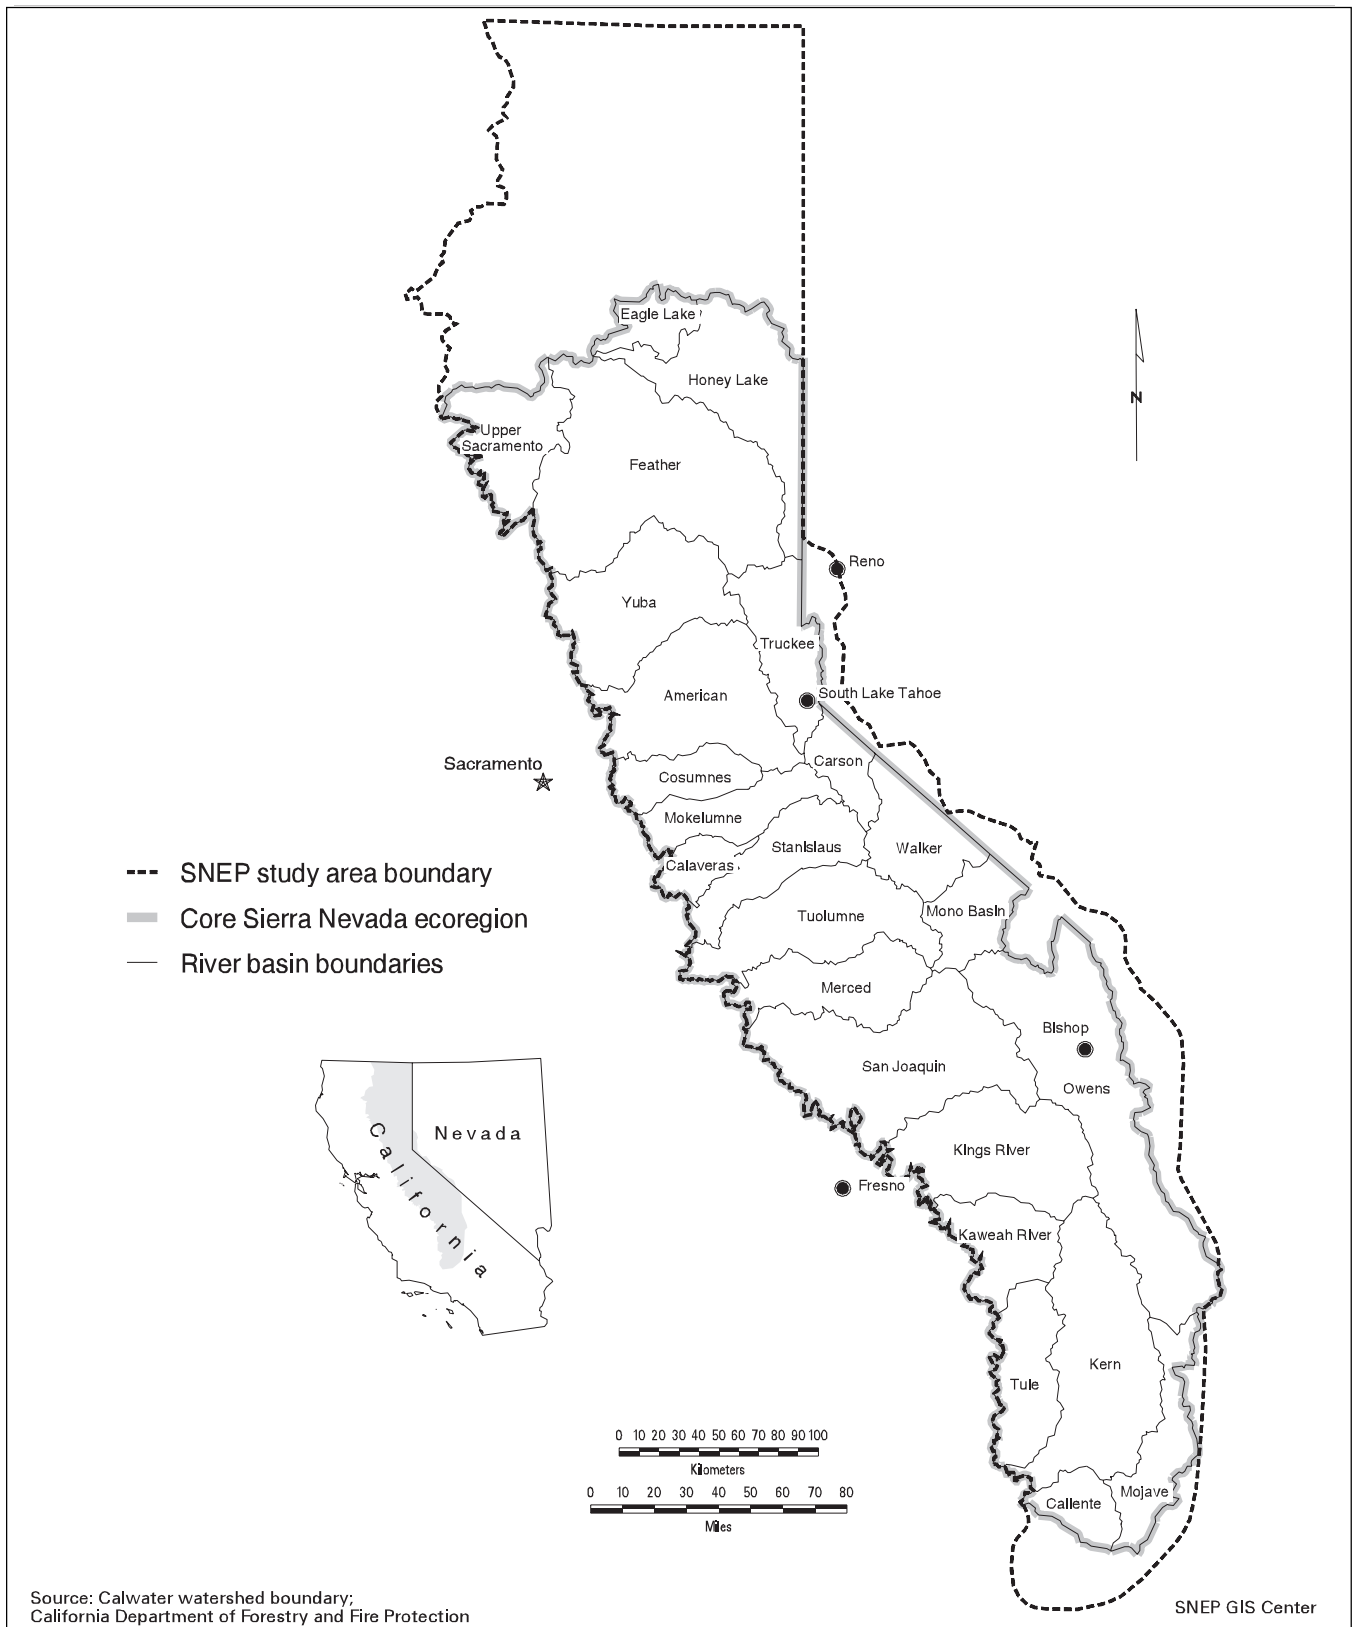 Eagle Lake
Honey Lake
N
Upper
Sacramento
Feather
Reno
Yuba
Truckee
American
South Lake Tahoe
Sacramento
Carson
Cosumnes
Mokelumne
Stanislaus
Walker
Calaveras
SNEP study area boundary
Core Sierra Nevada ecoregion
River basin boundaries
Tuolumne
Mono Basin
Merced
Bishop
San Joaquin
Owens
California
Nevada
Kings River
Fresno
Kaweah River
Kern
Tule
0 10 20 30 40 50 60 70 80 90 100
Kilometers
0 10 20 30 40 50 60 70 80
Miles
Caliente
Mojave
Source: Calwater watershed boundary;
California Department of Forestry and Fire Protection
SNEP GIS Center